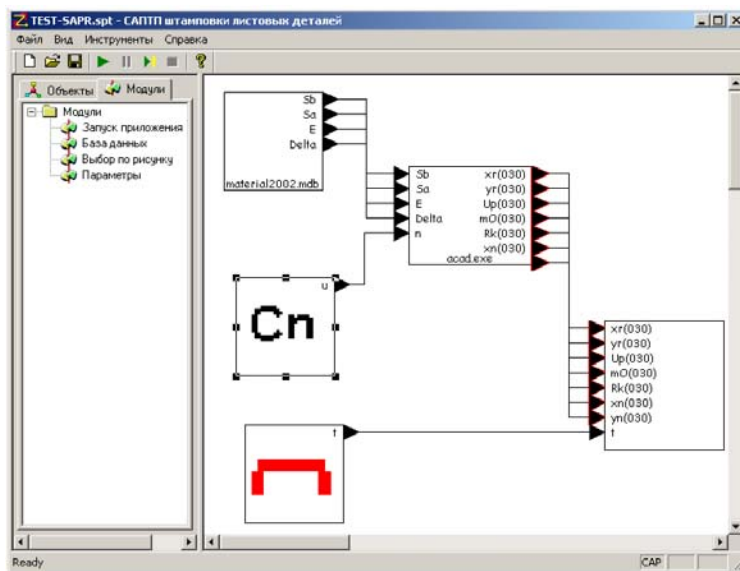 TEST-SAPR.spt - САПТП штамповки листовых деталей
Файл Вид Инструменты Справка
Объекты Модули
Модули
Запуск приложения
База данных
Выбор по рисунку
Параметры
Sb
Sa
E
Delta
material2002.mdb
Sb xr(030)
Sa yr(030)
E Up(030)
Delta mO(030)
n Rk(030)
xn(030)
acad.exe
u
Cn
xr(030)
yr(030)
Up(030)
mO(030)
Rk(030)
xn(030)
yn(030)
t
t
Ready CAP